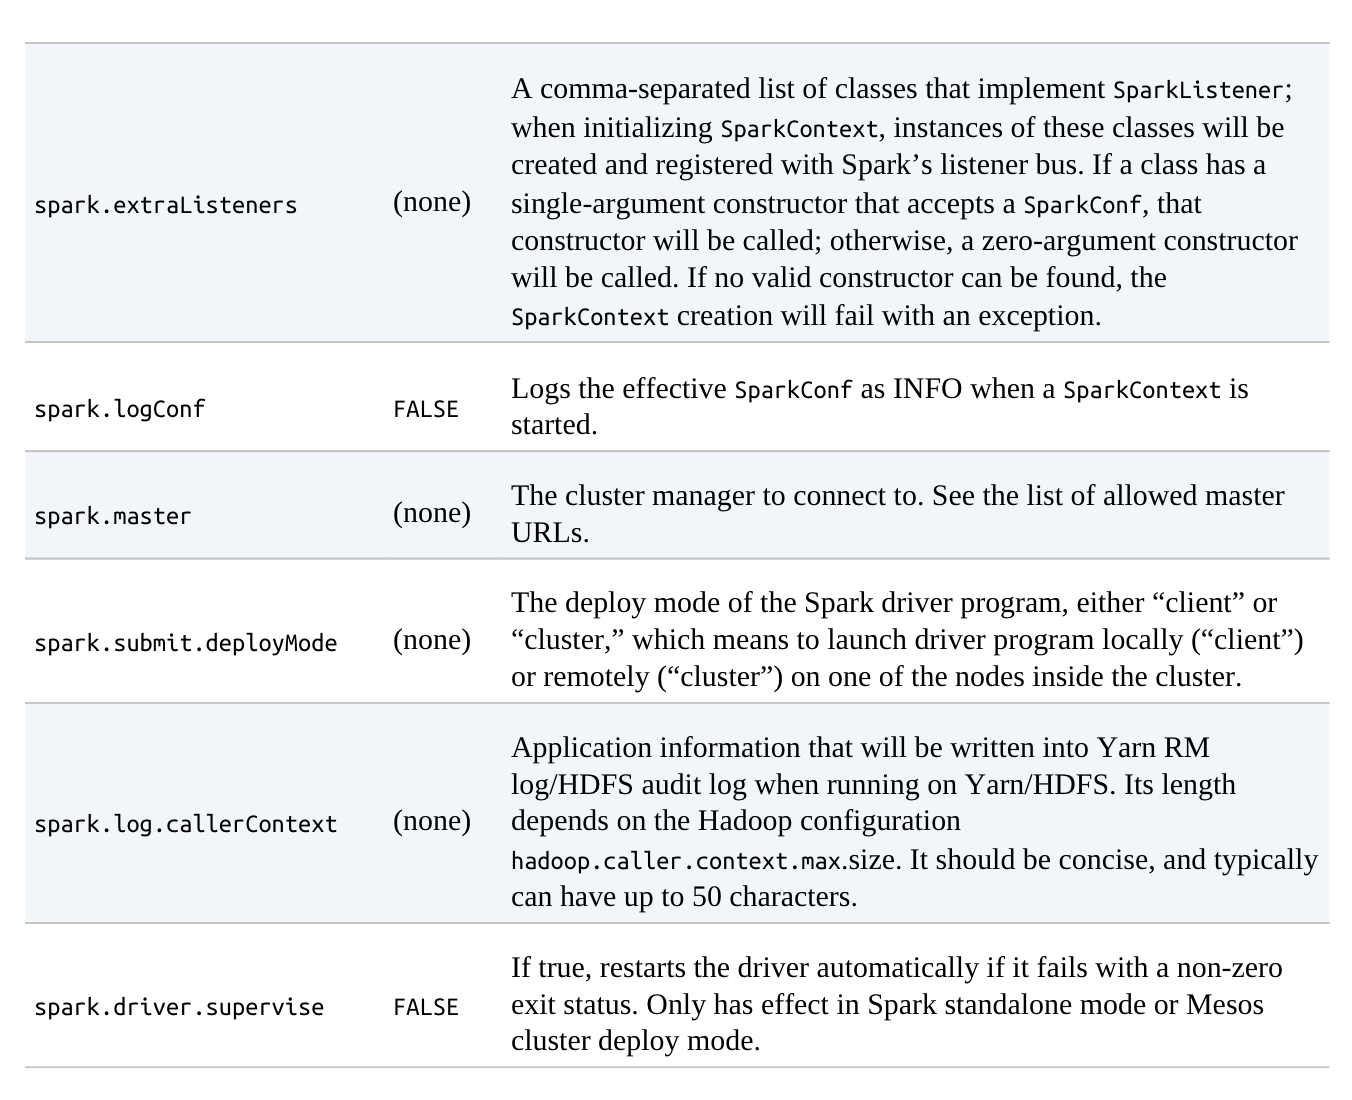 A comma-separated list of classes that implement SparkListener;
when initializing SparkContext, instances of these classes will be
created and registered with Spark’s listener bus. If a class has a
spark.extraListeners (none) single-argument constructor that accepts a SparkConf, that
constructor will be called; otherwise, a zero-argument constructor
will be called. If no valid constructor can be found, the
SparkContext creation will fail with an exception.
Logs the effective SparkConf as INFO when a SparkContext is
spark.logConf FALSE
started.
The cluster manager to connect to. See the list of allowed master
spark.master (none)
URLs.
The deploy mode of the Spark driver program, either “client” or
spark.submit.deployMode (none) “cluster,” which means to launch driver program locally (“client”)
or remotely (“cluster”) on one of the nodes inside the cluster.
Application information that will be written into Yarn RM
log/HDFS audit log when running on Yarn/HDFS. Its length
spark.log.callerContext (none) depends on the Hadoop configuration
hadoop.caller.context.max.size. It should be concise, and typically
can have up to 50 characters.
If true, restarts the driver automatically if it fails with a non-zero
spark.driver.supervise FALSE exit status. Only has effect in Spark standalone mode or Mesos
cluster deploy mode.